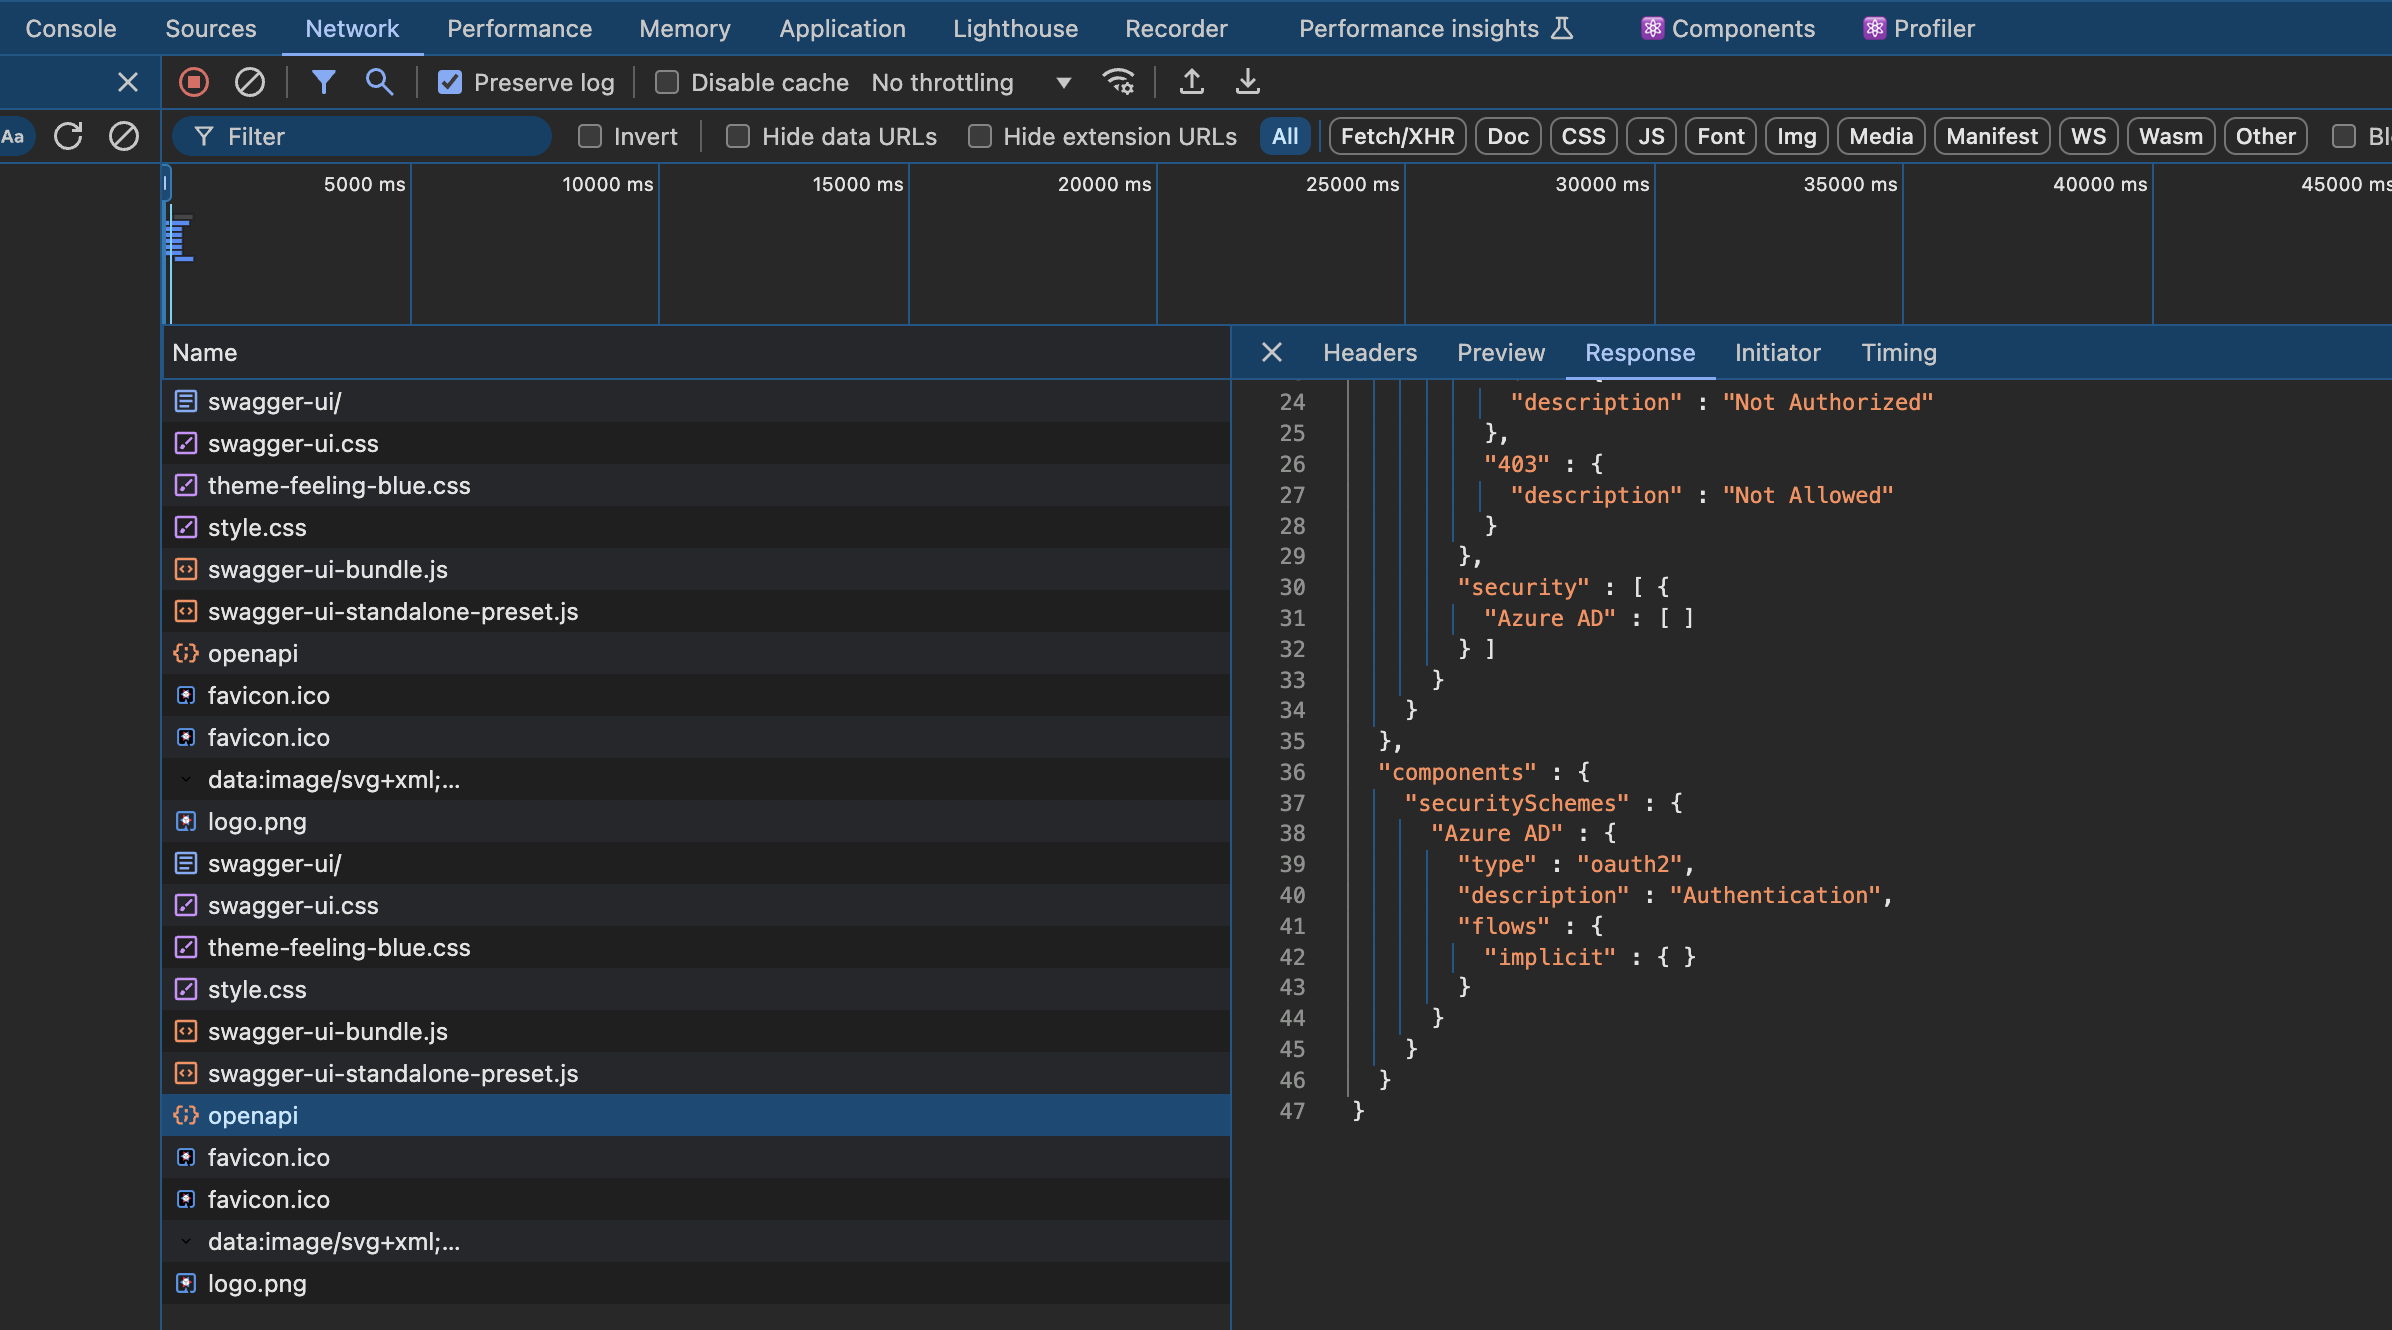 Console Sources Network Performance Memory Application Lighthouse Recorder Performance insights Components Profiler
Preserve log Disable cache No throttling
Aa Filter Invert Hide data URLs Hide extension URLs All Fetch/XHR Doc CSS JS Font Img Media Manifest WS Wasm Other Bl
5000 ms 10000 ms 15000 ms 20000 ms 25000 ms 30000 ms 35000 ms 40000 ms 45000 ms
Name
swagger-ui/
swagger-ui.css
theme-feeling-blue.css
style.css
swagger-ui-bundle.js
swagger-ui-standalone-preset.js
openapi
favicon.ico
favicon.ico
data:image/svg+xml;...
logo.png
swagger-ui/
swagger-ui.css
theme-feeling-blue.css
style.css
swagger-ui-bundle.js
swagger-ui-standalone-preset.js
openapi
favicon.ico
favicon.ico
data:image/svg+xml;...
logo.png
Headers Preview Response Initiator Timing
24 "description" : "Not Authorized"
25 },
26 "403" : {
27 "description" : "Not Allowed"
28 }
29 },
30 "security" : [ {
31 "Azure AD" : [ ]
32 } ]
33 }
34 }
35 },
36 "components" : {
37 "securitySchemes" : {
38 "Azure AD" : {
39 "type" : "oauth2",
40 "description" : "Authentication",
41 "flows" : {
42 "implicit" : { }
43 }
44 }
45 }
46 }
47 }